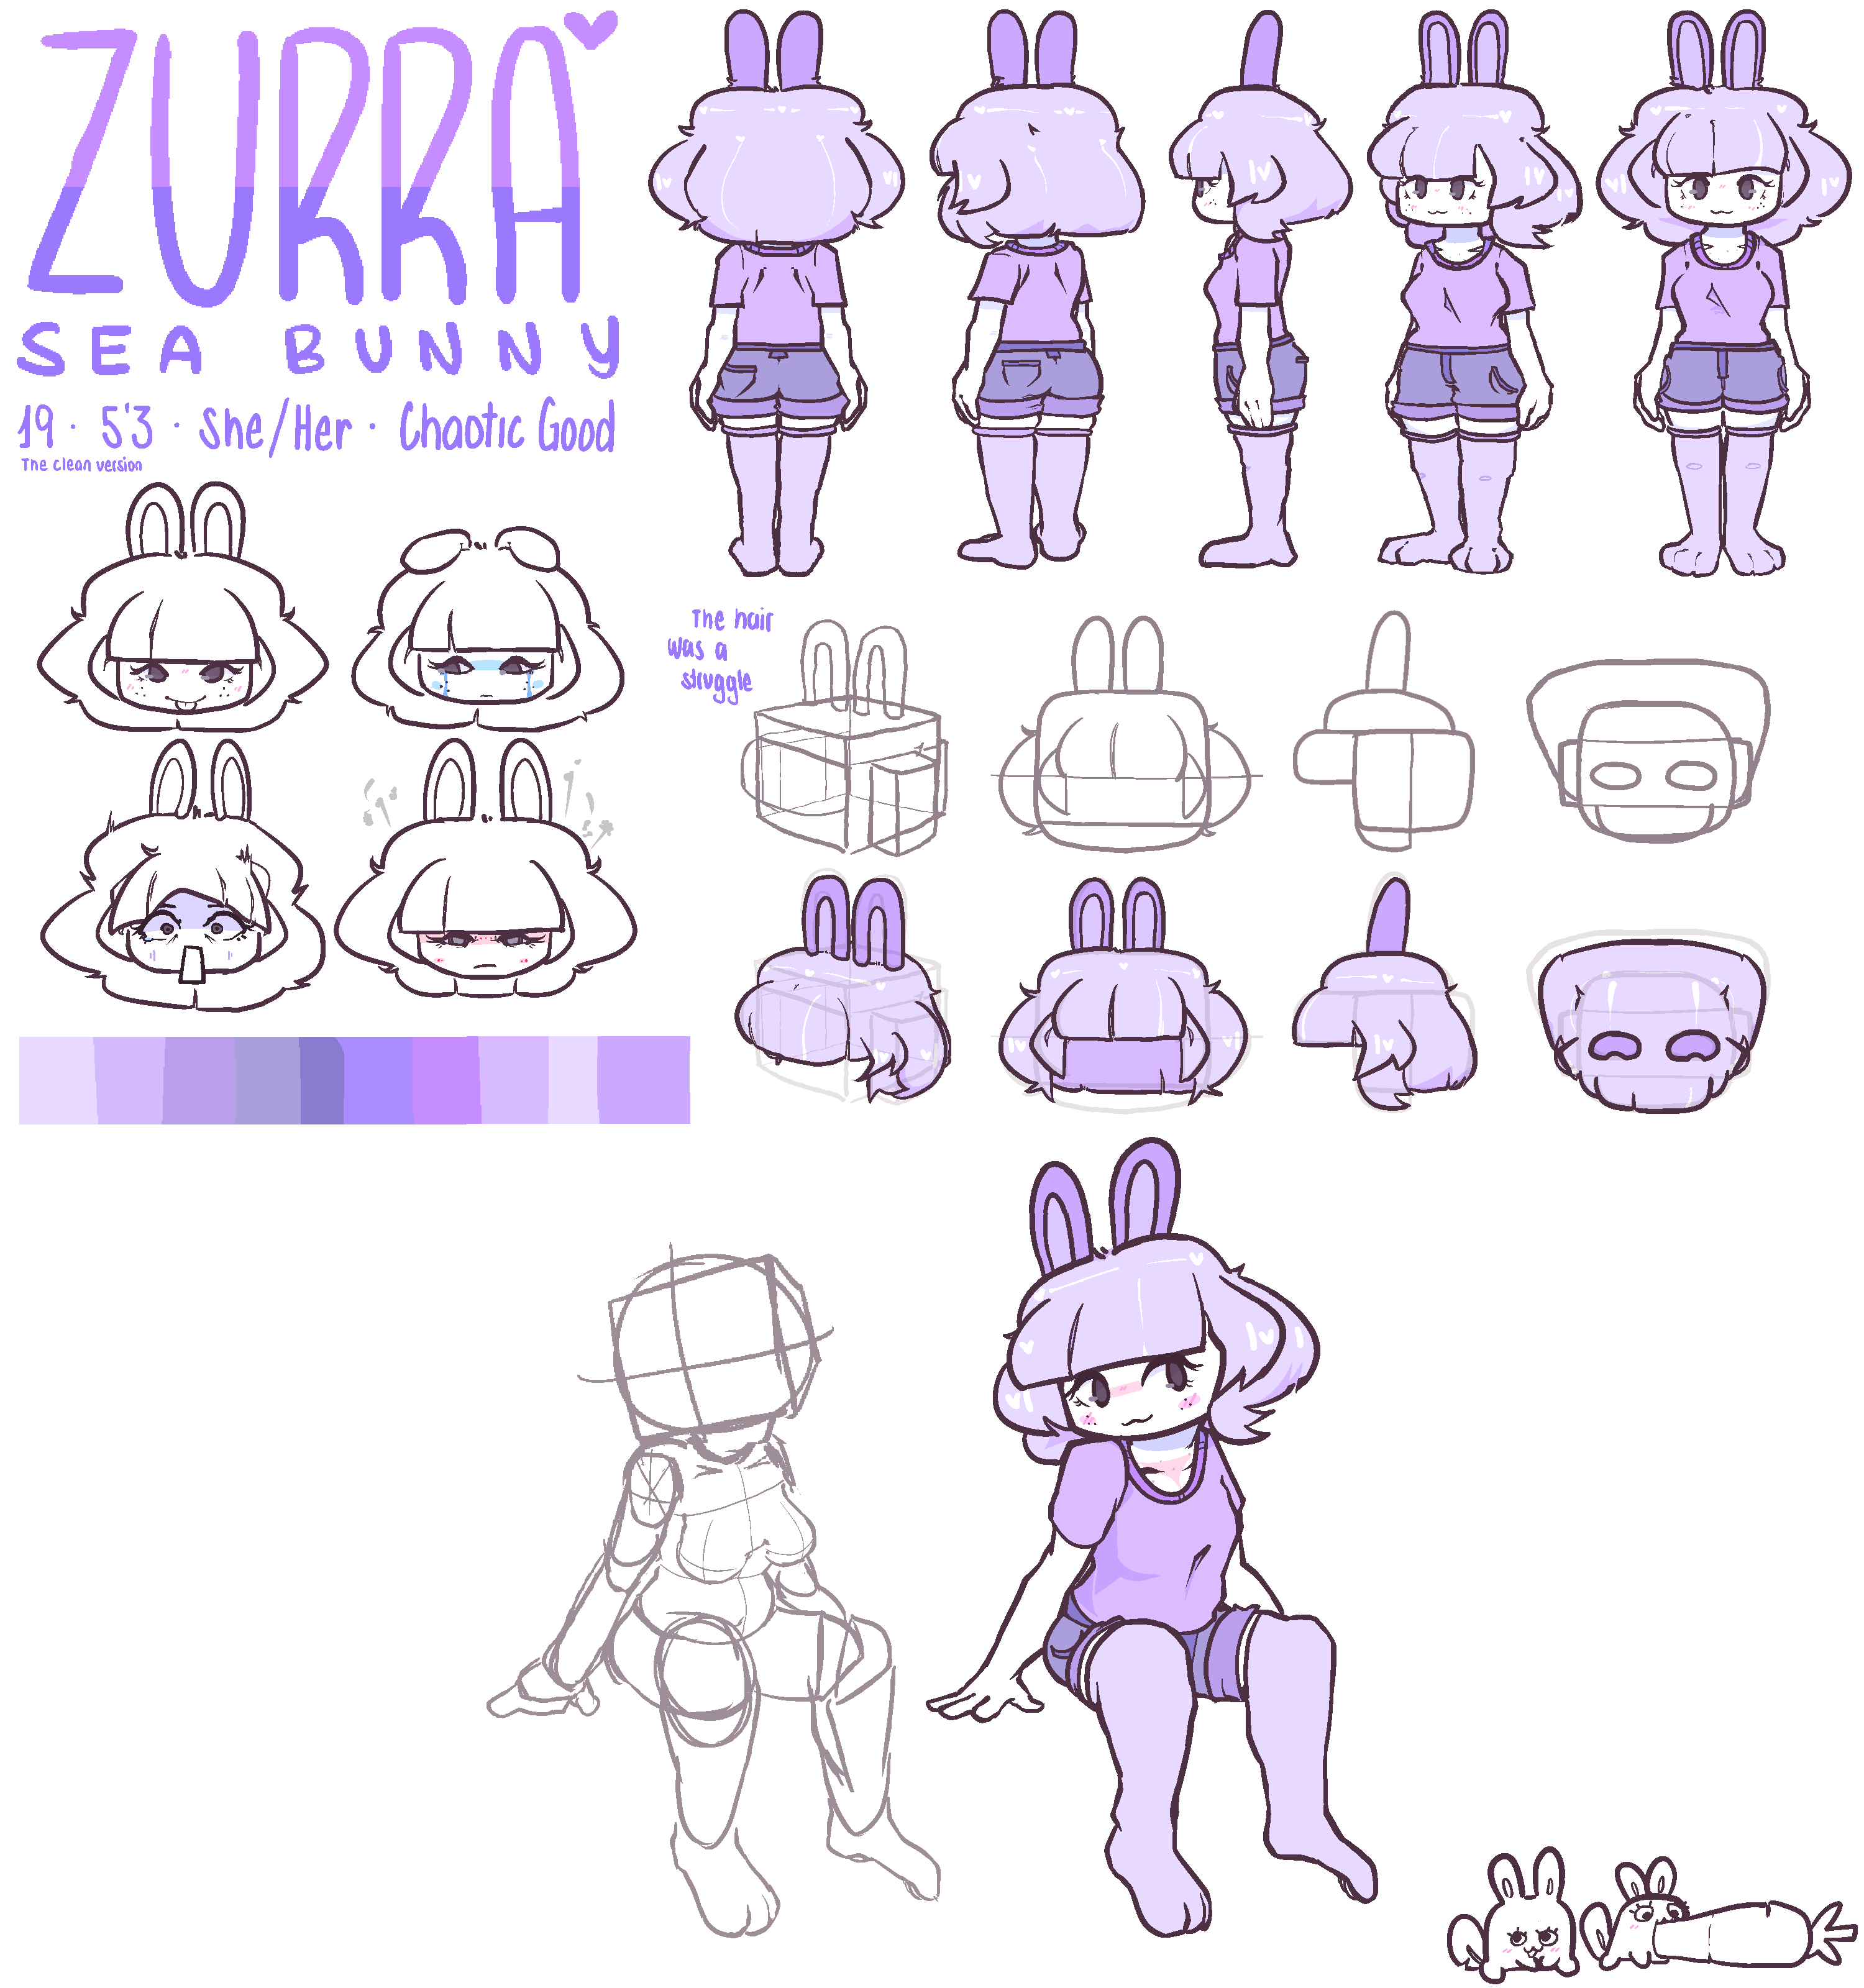 ZURRA
SEA BUNNY
19 · 5'3 · She/Her · Chaotic Good
The clean version
The hair
was a
struggle